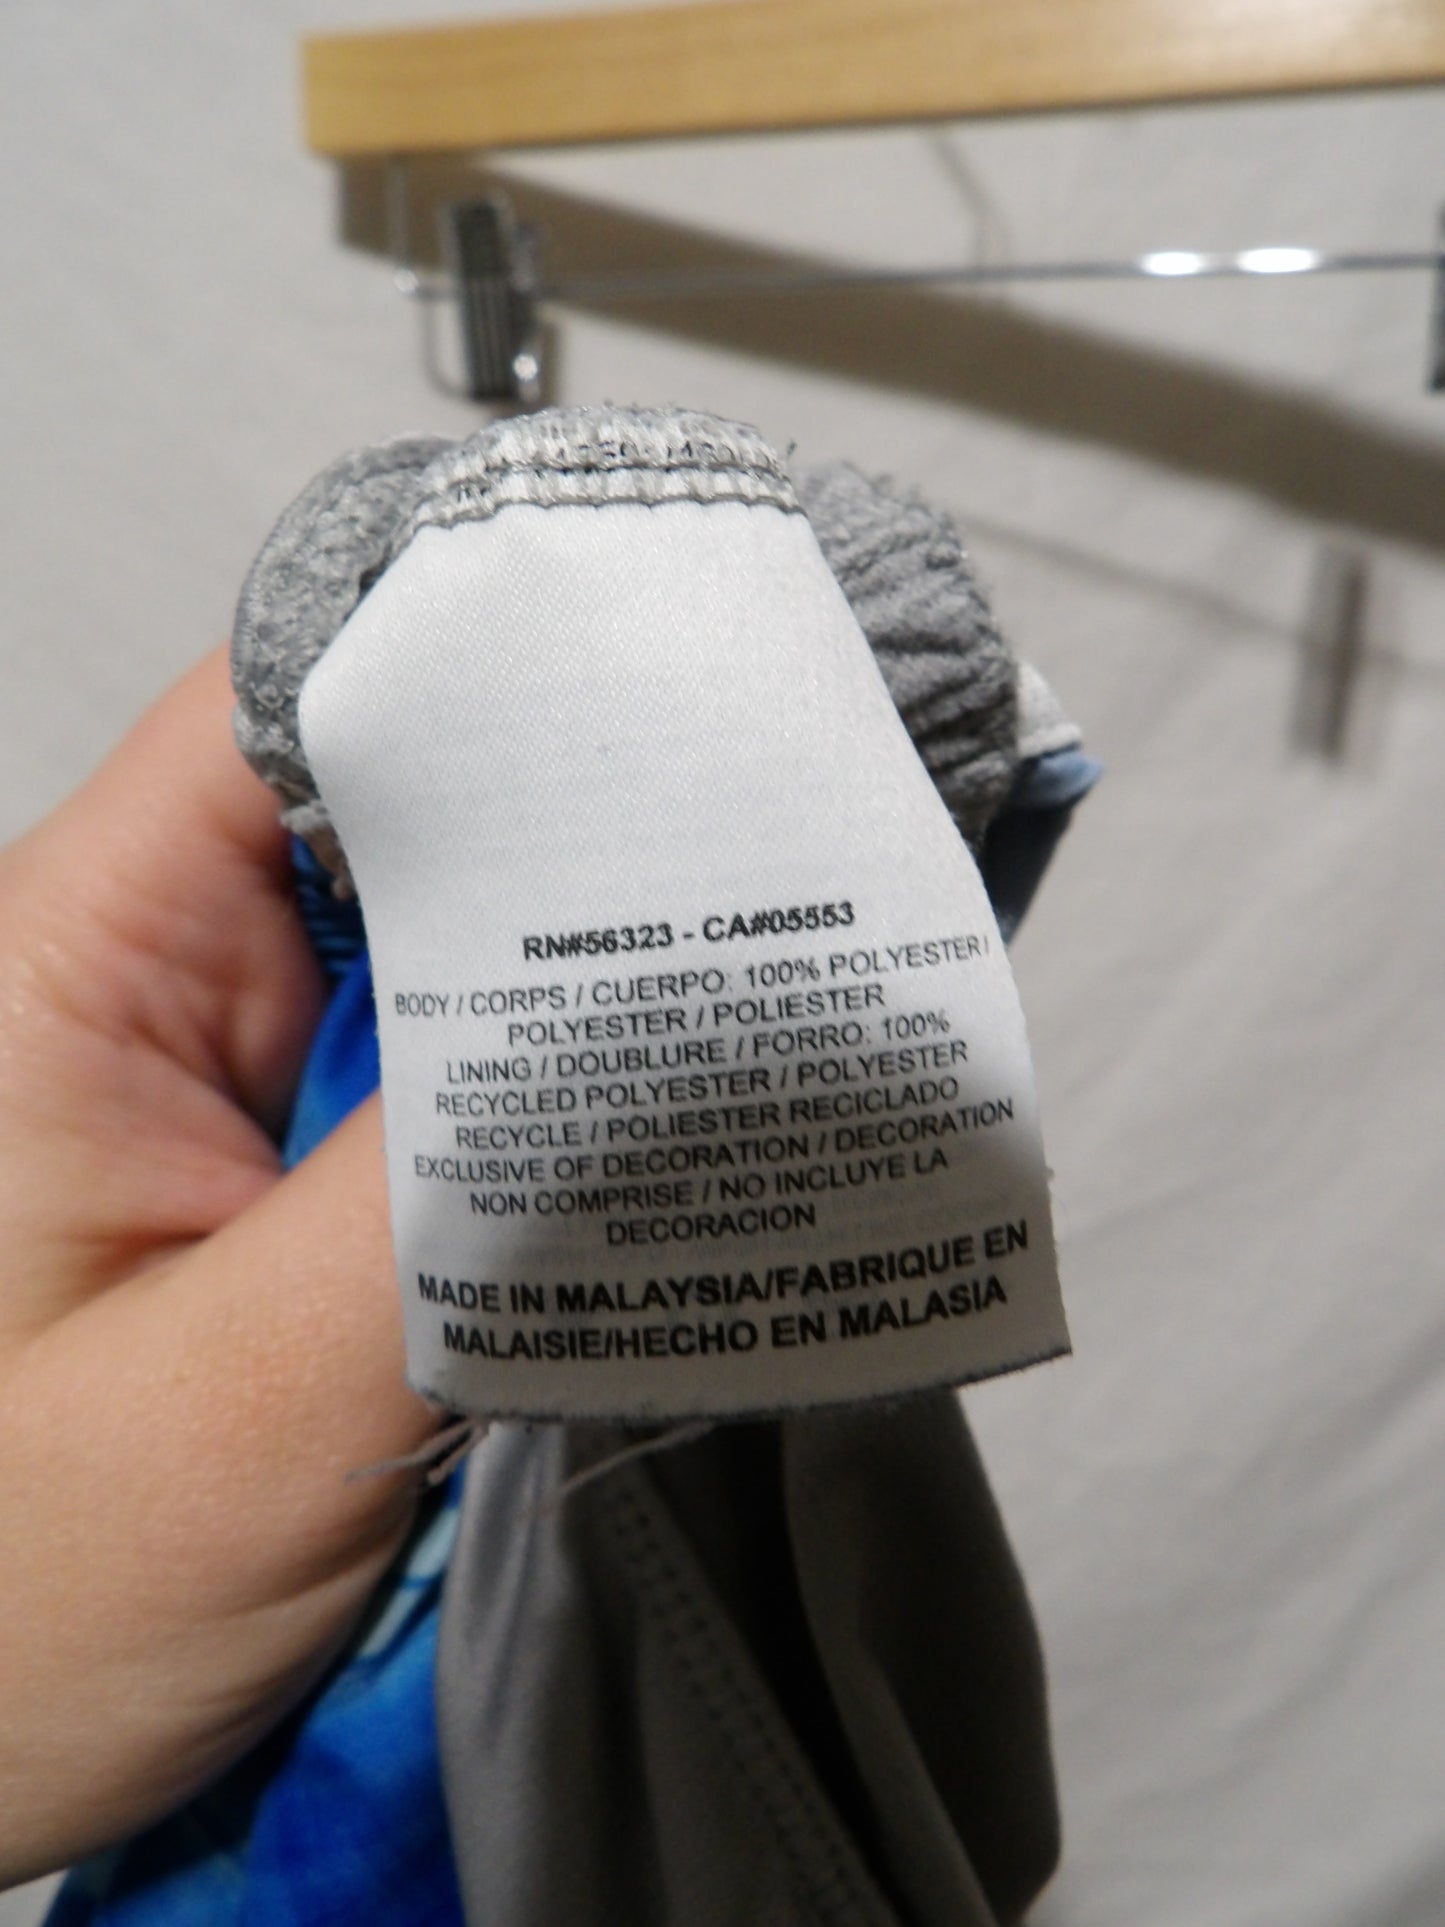 RN#56323 - CA#05553
BODY / CORPS / CUERPO: 100% POLYESTER /
POLYESTER / POLIESTER
LINING / DOUBLURE / FORRO: 100%
RECYCLED POLYESTER / POLYESTER
RECYCLE / POLIESTER RECICLADO
EXCLUSIVE OF DECORATION / DECORATION
NON COMPRISE / NO INCLUYE LA
DECORACION
MADE IN MALAYSIA/FABRIQUE EN
MALAISIE/HECHO EN MALASIA